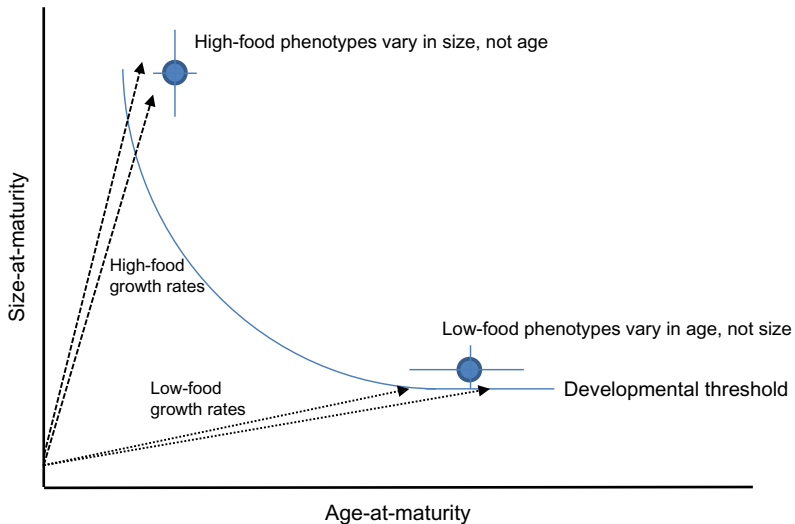 High-food phenotypes vary in size, not age
Size-at-maturity
High-food
growth rates
Low-food phenotypes vary in age, not size
Low-food
growth rates
Developmental threshold
Age-at-maturity